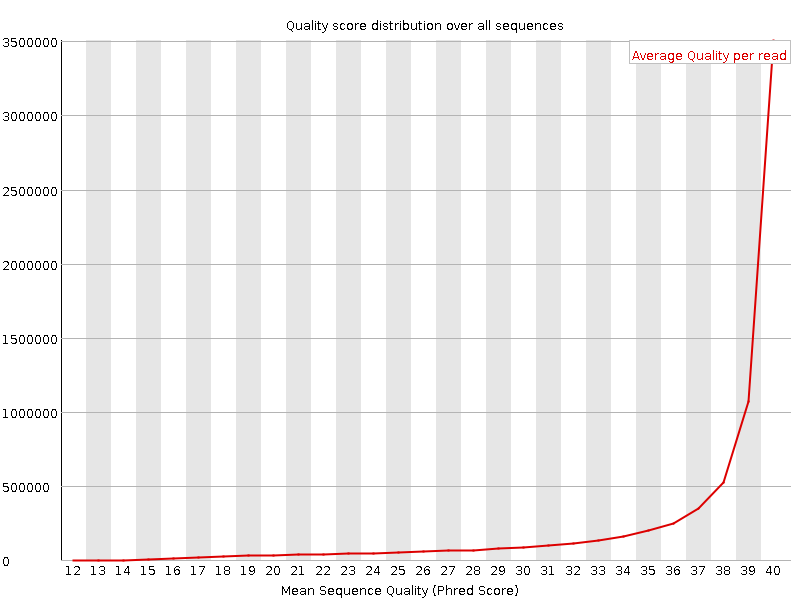 Quality score distribution over all sequences
Average Quality per read
3500000
3000000
2500000
2000000
1500000
1000000
500000
0
12 13 14 15 16 17 18 19 20 21 22 23 24 25 26 27 28 29 30 31 32 33 34 35 36 37 38 39 40
Mean Sequence Quality (Phred Score)